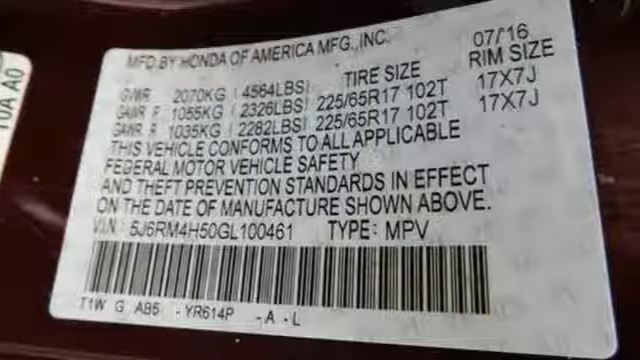 MFD BY HONDA OF AMERICA MFG., INC. 07/16
GVWR 2070KG (4564LBS) TIRE SIZE RIM SIZE
GAWR F 1055KG (2326LBS) 225/65R17 102T 17X7J
GAWR R 1035KG (2282LBS) 225/65R17 102T 17X7J
THIS VEHICLE CONFORMS TO ALL APPLICABLE
FEDERAL MOTOR VEHICLE SAFETY
AND THEFT PREVENTION STANDARDS IN EFFECT
ON THE DATE OF MANUFACTURE SHOWN ABOVE.
V.I.N.: 5J6RM4H50GL100461 TYPE: MPV
T1W G AB5 - YR614P - A - L
10A A0